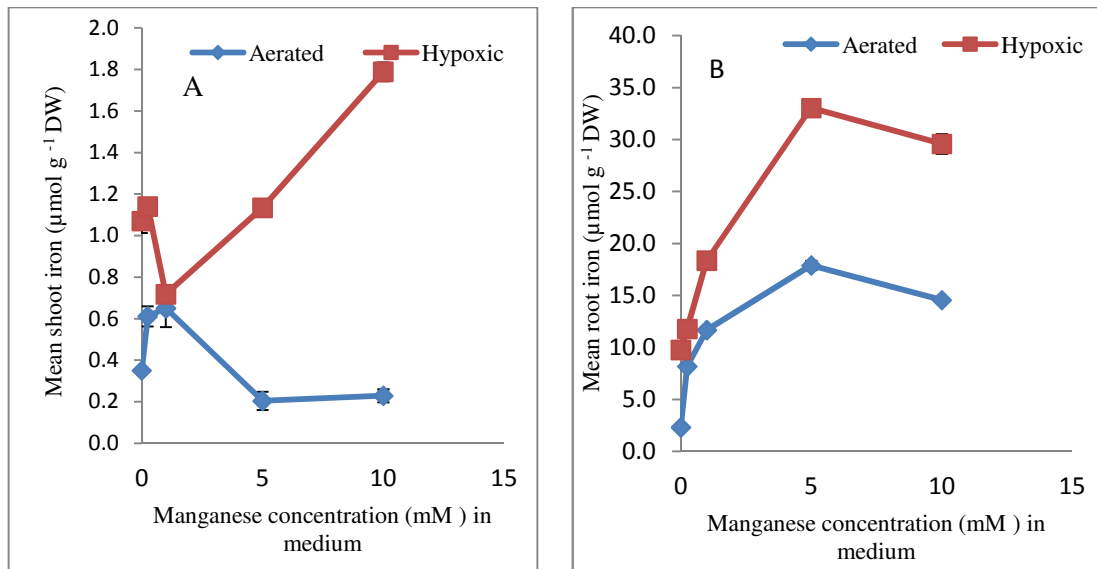 Mean shoot iron (µmol g ⁻¹ DW)
2.0
1.8
1.6
1.4
1.2
1.0
0.8
0.6
0.4
0.2
0.0
Aerated
Hypoxic
A
0
5
10
15
Manganese concentration (mM ) in
medium
Mean root iron (µmol g ⁻¹ DW)
40.0
35.0
30.0
25.0
20.0
15.0
10.0
5.0
0.0
Aerated
Hypoxic
B
0
5
10
15
Manganese concentration (mM ) in
medium